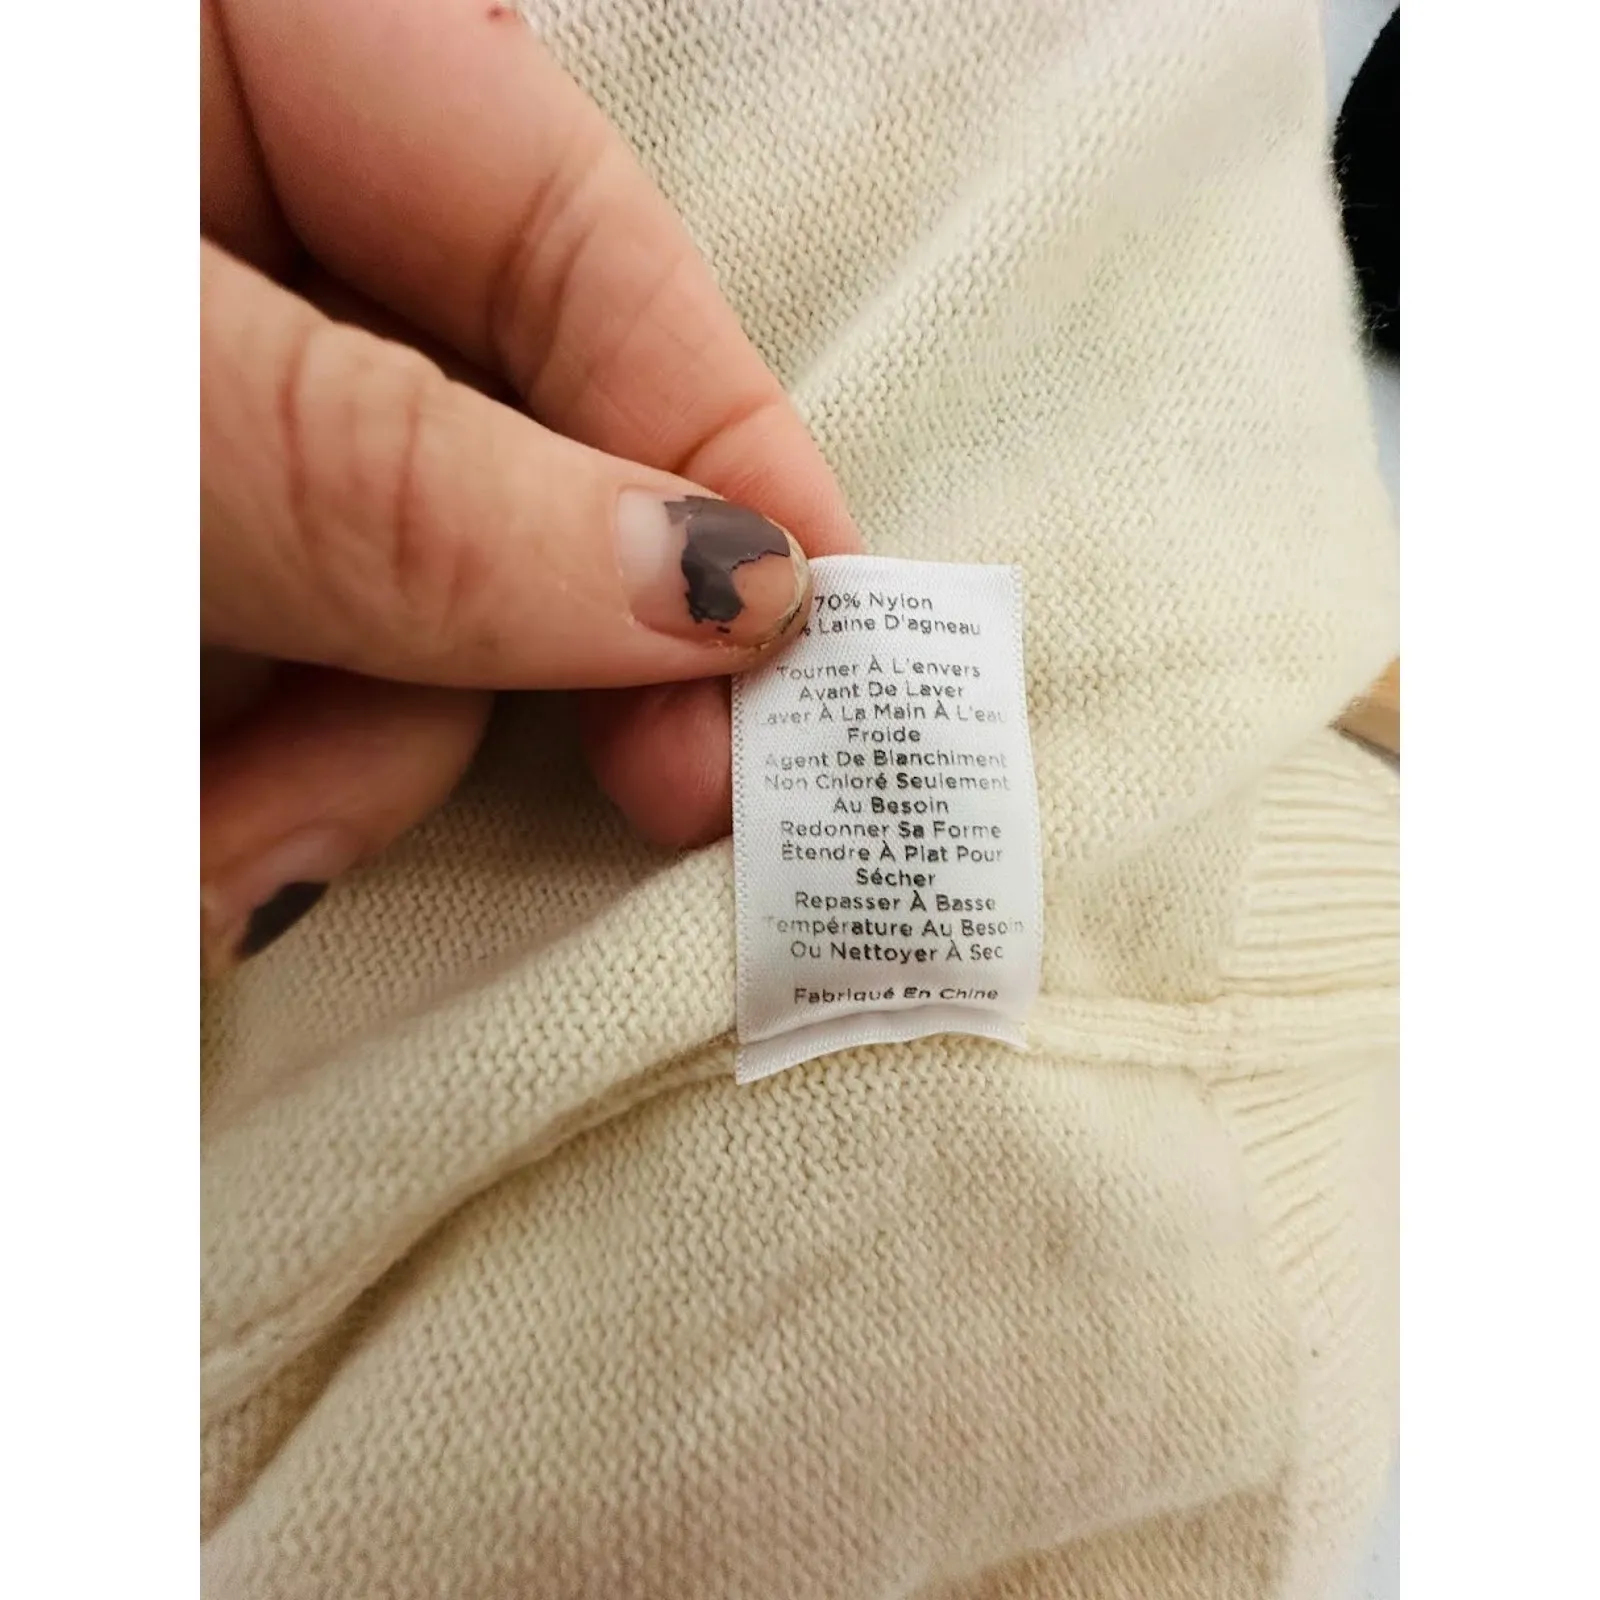 70% Nylon
% Laine D'agneau
Tourner À L'envers
Avant De Laver
Laver À La Main À L'eau
Froide
Agent De Blanchiment
Non Chloré Seulement
Au Besoin
Redonner Sa Forme
Étendre À Plat Pour
Sécher
Repasser À Basse
Température Au Besoin
Ou Nettoyer À Sec
Fabriqué En Chine